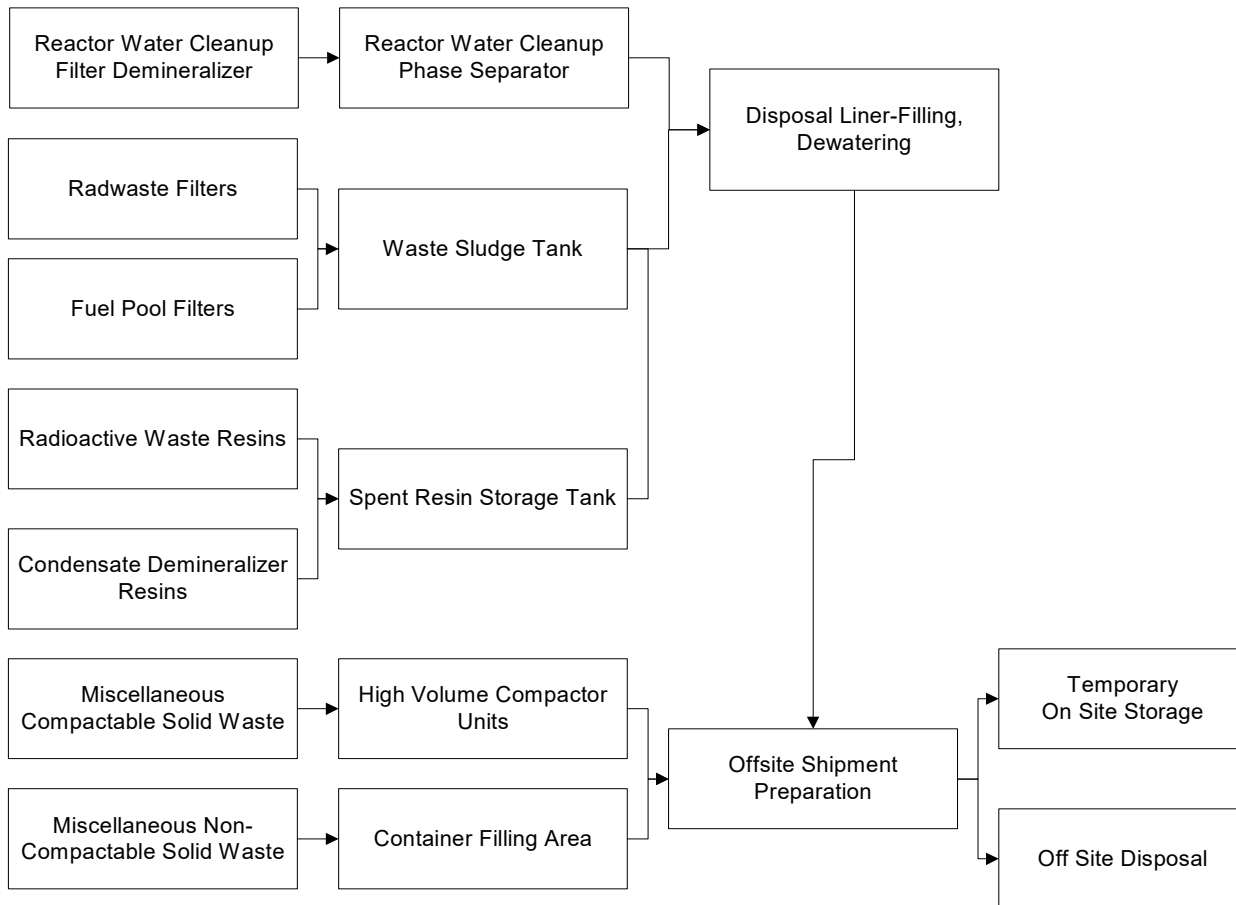 Reactor Water Cleanup
Filter Demineralizer
Reactor Water Cleanup
Phase Separator
Disposal Liner-Filling,
Dewatering
Radwaste Filters
Waste Sludge Tank
Fuel Pool Filters
Radioactive Waste Resins
Spent Resin Storage Tank
Condensate Demineralizer
Resins
Miscellaneous
Compactable Solid Waste
High Volume Compactor
Units
Temporary
On Site Storage
Offsite Shipment
Preparation
Miscellaneous Non-
Compactable Solid Waste
Container Filling Area
Off Site Disposal